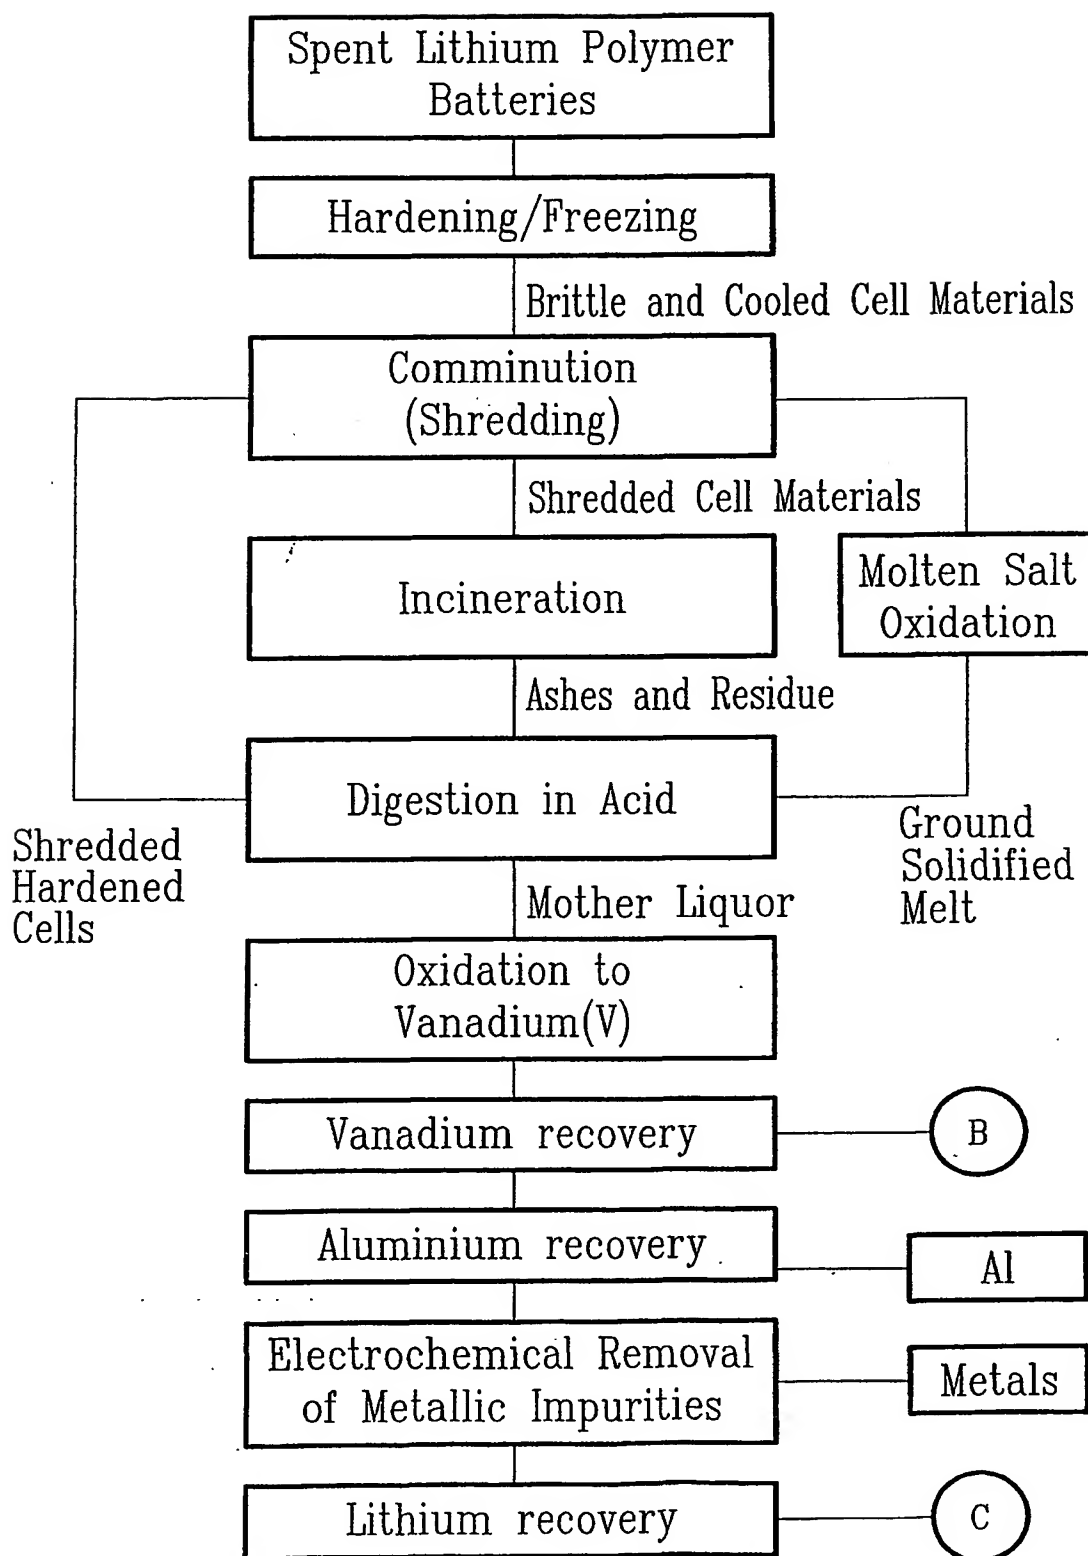 Spent Lithium Polymer
Batteries
Hardening/Freezing
Brittle and Cooled Cell Materials
Comminution
(Shredding)
Shredded Cell Materials
Incineration
Molten Salt
Oxidation
Ashes and Residue
Digestion in Acid
Shredded
Hardened
Cells
Ground
Solidified
Melt
Mother Liquor
Oxidation to
Vanadium(V)
Vanadium recovery
B
Aluminium recovery
Al
Electrochemical Removal
of Metallic Impurities
Metals
Lithium recovery
C